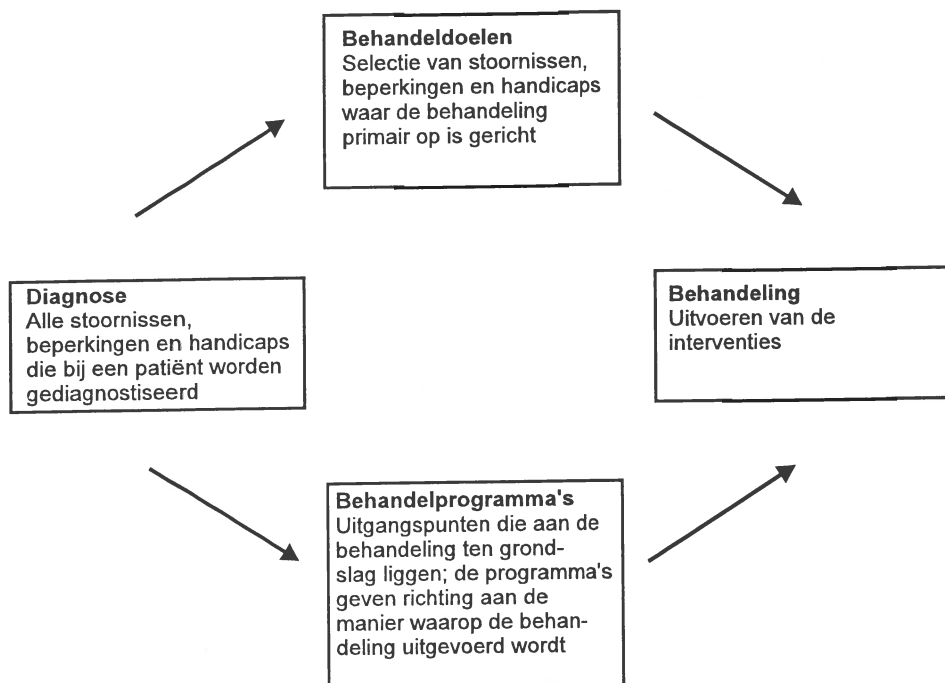 Behandeldoelen
Selectie van stoornissen,
beperkingen en handicaps
waar de behandeling
primair op is gericht
Diagnose
Alle stoornissen,
beperkingen en handicaps
die bij een patiënt worden
gediagnostiseerd
Behandeling
Uitvoeren van de
interventies
Behandelprogramma's
Uitgangspunten die aan de
behandeling ten grond-
slag liggen; de programma's
geven richting aan de
manier waarop de behan-
deling uitgevoerd wordt